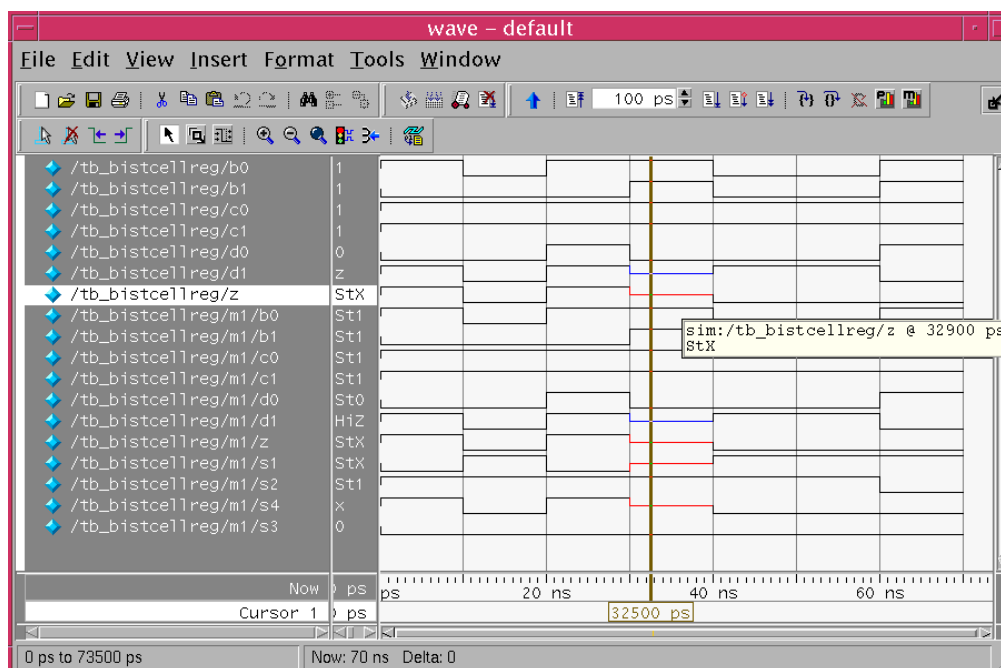 wave – default
File Edit View Insert Format Tools Window
100 ps
/tb_bistcellreg/b0 1
/tb_bistcellreg/b1 1
/tb_bistcellreg/c0 1
/tb_bistcellreg/c1 1
/tb_bistcellreg/d0 0
/tb_bistcellreg/d1 z
/tb_bistcellreg/z StX
/tb_bistcellreg/m1/b0 St1
/tb_bistcellreg/m1/b1 St1
/tb_bistcellreg/m1/c0 St1
/tb_bistcellreg/m1/c1 St1
/tb_bistcellreg/m1/d0 St0
/tb_bistcellreg/m1/d1 HiZ
/tb_bistcellreg/m1/z StX
/tb_bistcellreg/m1/s1 StX
/tb_bistcellreg/m1/s2 St1
/tb_bistcellreg/m1/s4 x
/tb_bistcellreg/m1/s3 0
sim:/tb_bistcellreg/z @ 32900 ps
StX
Now ps ps 20 ns 40 ns 60 ns
Cursor 1 ps 32500 ps
0 ps to 73500 ps Now: 70 ns Delta: 0